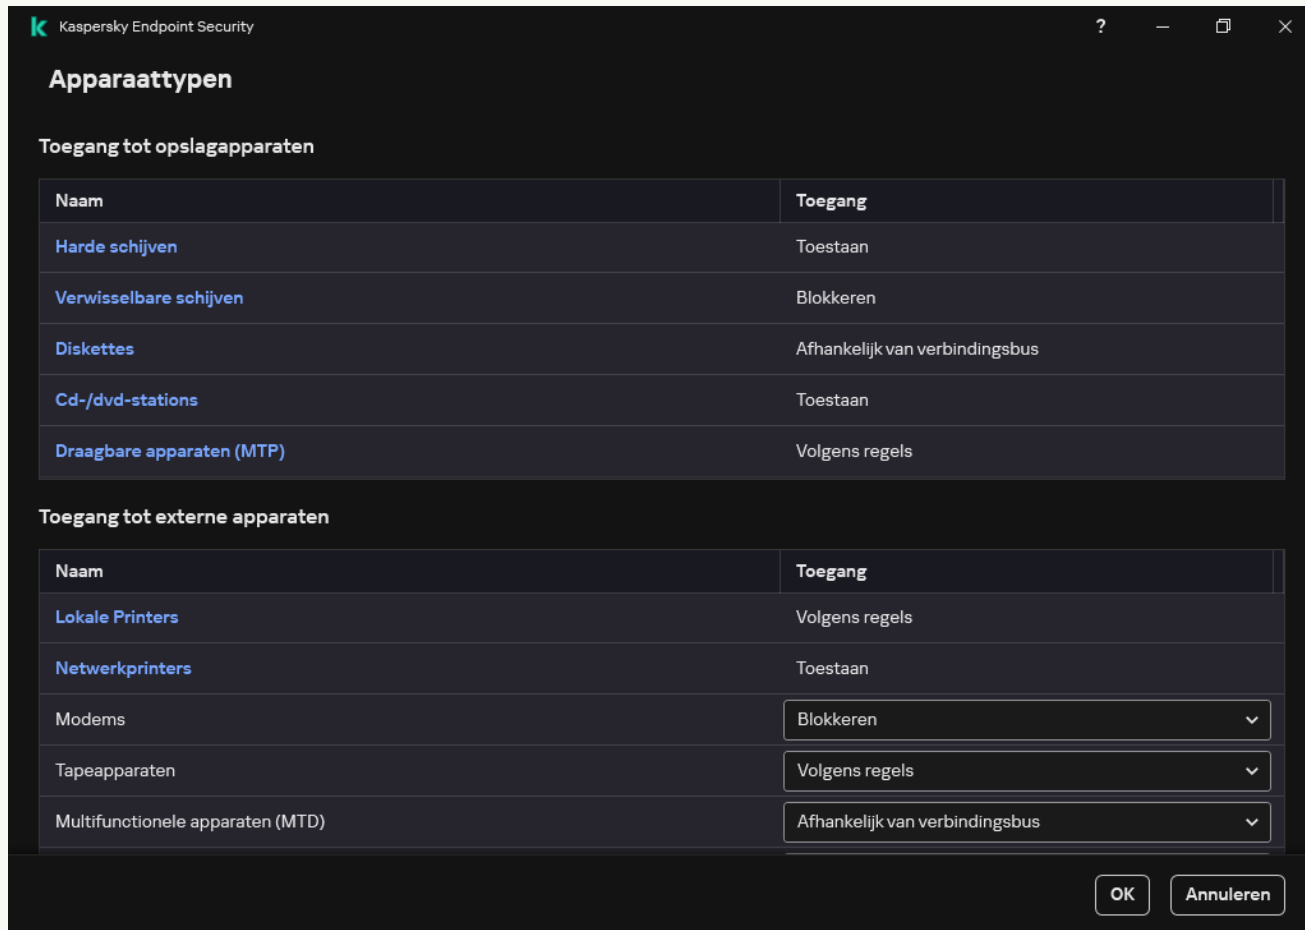 Kaspersky Endpoint Security
?
Apparaattypen
Toegang tot opslagapparaten
Naam Toegang
Harde schijven Toestaan
Verwisselbare schijven Blokkeren
Diskettes Afhankelijk van verbindingsbus
Cd-/dvd-stations Toestaan
Draagbare apparaten (MTP) Volgens regels
Toegang tot externe apparaten
Naam Toegang
Lokale Printers Volgens regels
Netwerkprinters Toestaan
Modems Blokkeren
Tapeapparaten Volgens regels
Multifunctionele apparaten (MTD) Afhankelijk van verbindingsbus
OK Annuleren